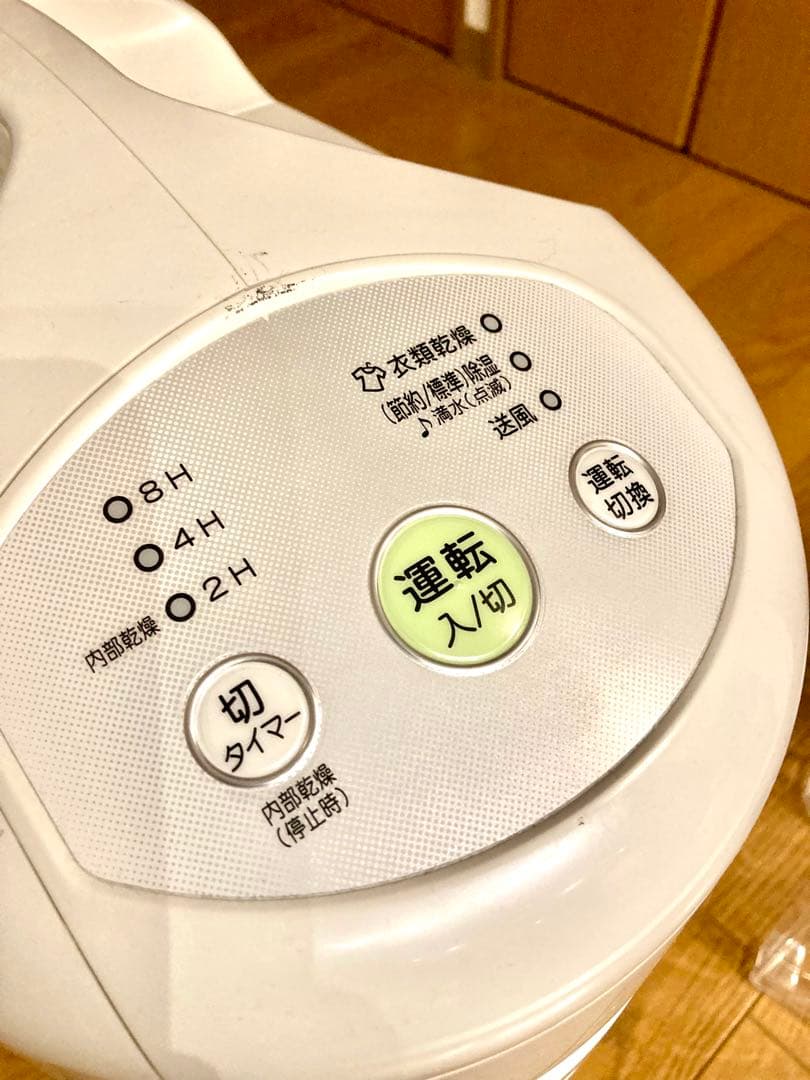 衣類乾燥
(節約/標準)除湿
♪満水(点滅)
送風
運転
切換
8H
4H
2H
内部乾燥
運転
入/切
切
タイマー
内部乾燥
(停止時)